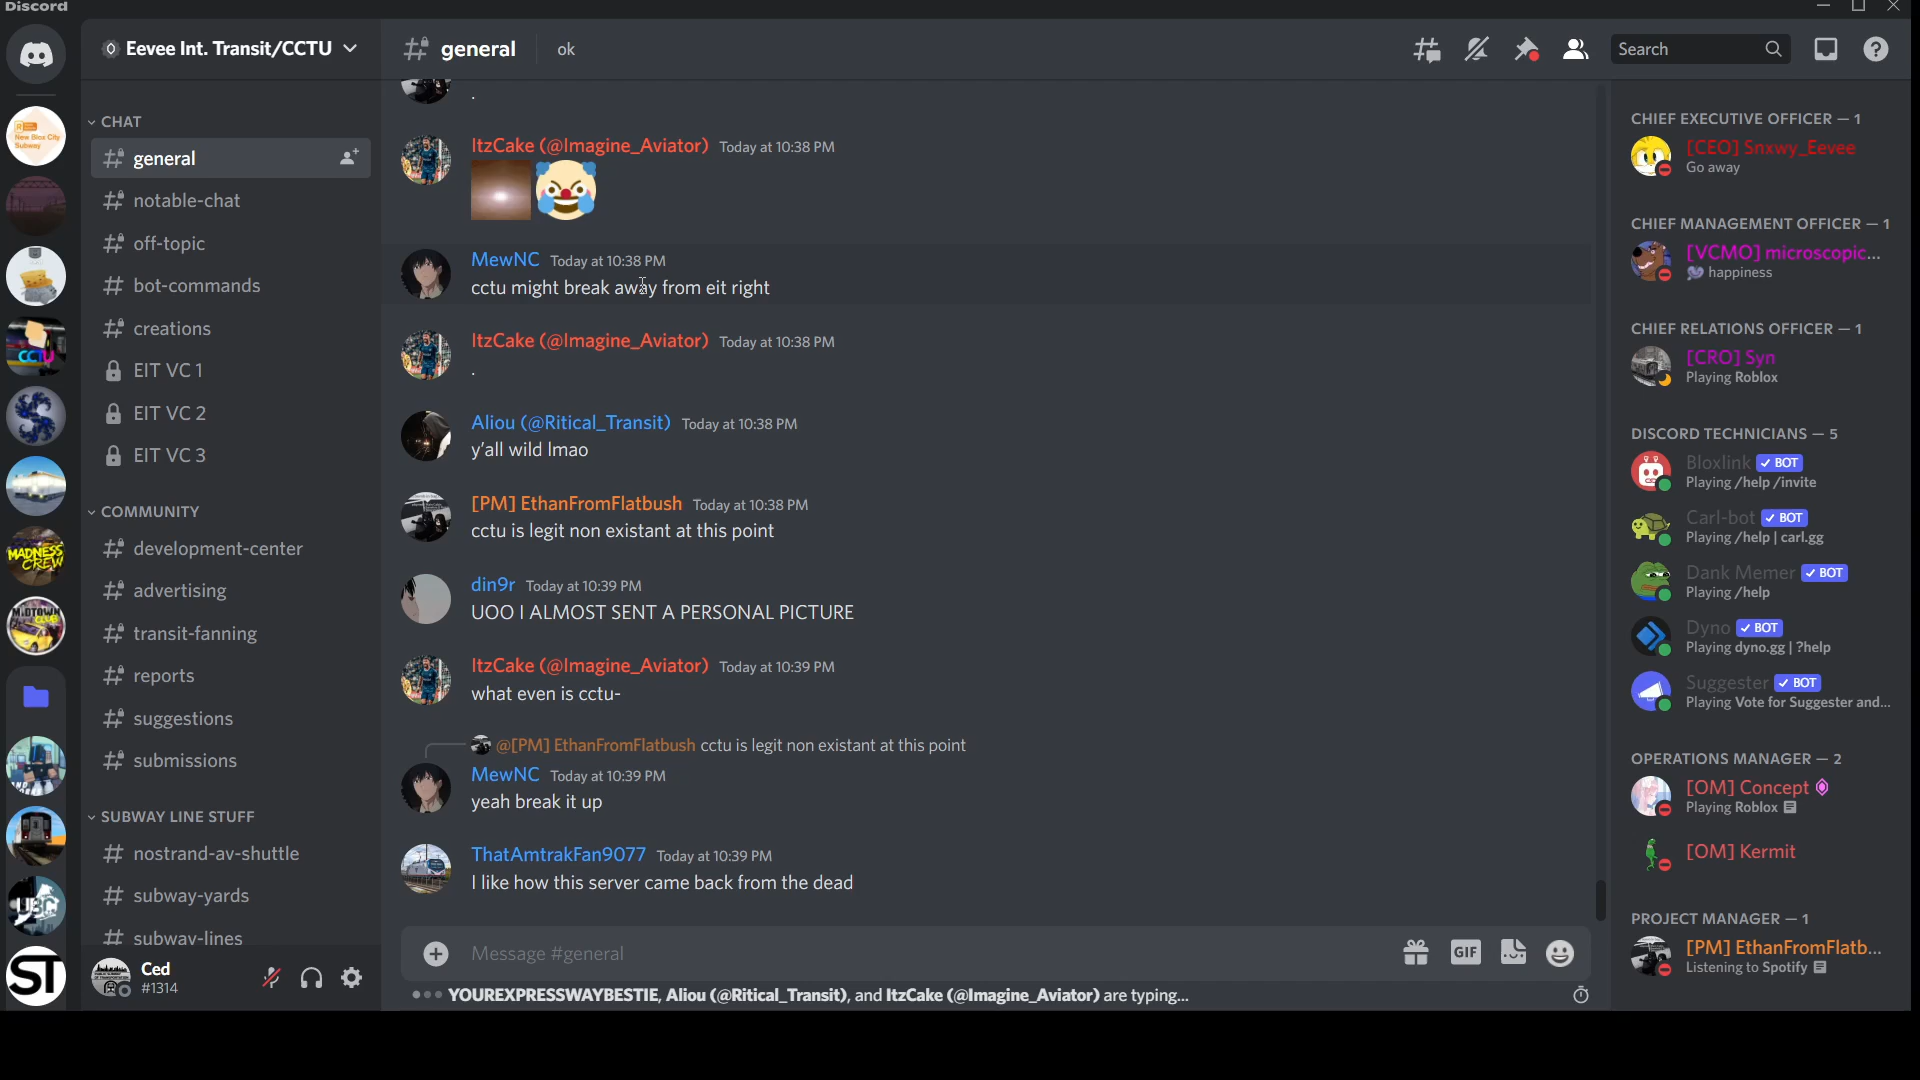 Discord
Eevee Int. Transit/CCTU
general
ok
Search
CHAT
general
notable-chat
off-topic
bot-commands
creations
EIT VC 1
EIT VC 2
EIT VC 3
COMMUNITY
development-center
advertising
transit-fanning
reports
suggestions
submissions
SUBWAY LINE STUFF
nostrand-av-shuttle
subway-yards
subway-lines
Ced
#1314
New Blox City
Subway
CCTU
MADNESS
CREW
MIDTOWN
CLUB
UBC
ST
.
ItzCake (@Imagine_Aviator) Today at 10:38 PM
MewNC Today at 10:38 PM
cctu might break away from eit right
ItzCake (@Imagine_Aviator) Today at 10:38 PM
.
Aliou (@Ritical_Transit) Today at 10:38 PM
y'all wild lmao
[PM] EthanFromFlatbush Today at 10:38 PM
cctu is legit non existant at this point
din9r Today at 10:39 PM
UOO I ALMOST SENT A PERSONAL PICTURE
ItzCake (@Imagine_Aviator) Today at 10:39 PM
what even is cctu-
@[PM] EthanFromFlatbush cctu is legit non existant at this point
MewNC Today at 10:39 PM
yeah break it up
ThatAmtrakFan9077 Today at 10:39 PM
I like how this server came back from the dead
Message #general
GIF
YOUREXPRESSWAYBESTIE, Aliou (@Ritical_Transit), and ItzCake (@Imagine_Aviator) are typing...
CHIEF EXECUTIVE OFFICER — 1
[CEO] Snxwy_Eevee
Go away
CHIEF MANAGEMENT OFFICER — 1
[VCMO] microscopic...
happiness
CHIEF RELATIONS OFFICER — 1
[CRO] Syn
Playing Roblox
DISCORD TECHNICIANS — 5
Bloxlink ✓ BOT
Playing /help /invite
Carl-bot ✓ BOT
Playing /help | carl.gg
Dank Memer ✓ BOT
Playing /help
Dyno ✓ BOT
Playing dyno.gg | ?help
Suggester ✓ BOT
Playing Vote for Suggester and...
OPERATIONS MANAGER — 2
[OM] Concept
Playing Roblox
[OM] Kermit
PROJECT MANAGER — 1
[PM] EthanFromFlatb...
Listening to Spotify